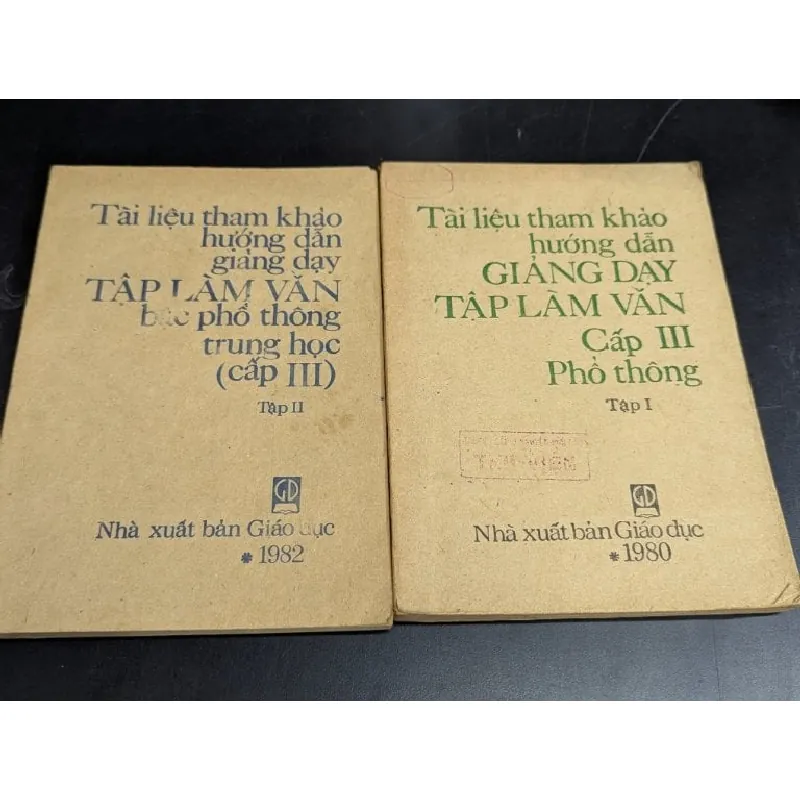 Tài liệu tham khảo
hướng dẫn
giảng dạy
TẬP LÀM VĂN
bậc phổ thông
trung học
(cấp III)
Tập II
GD
Nhà xuất bản Giáo dục
* 1982
Tài liệu tham khảo
hướng dẫn
GIẢNG DẠY
TẬP LÀM VĂN
Cấp III
Phổ thông
Tập I
GD
Nhà xuất bản Giáo dục
* 1980